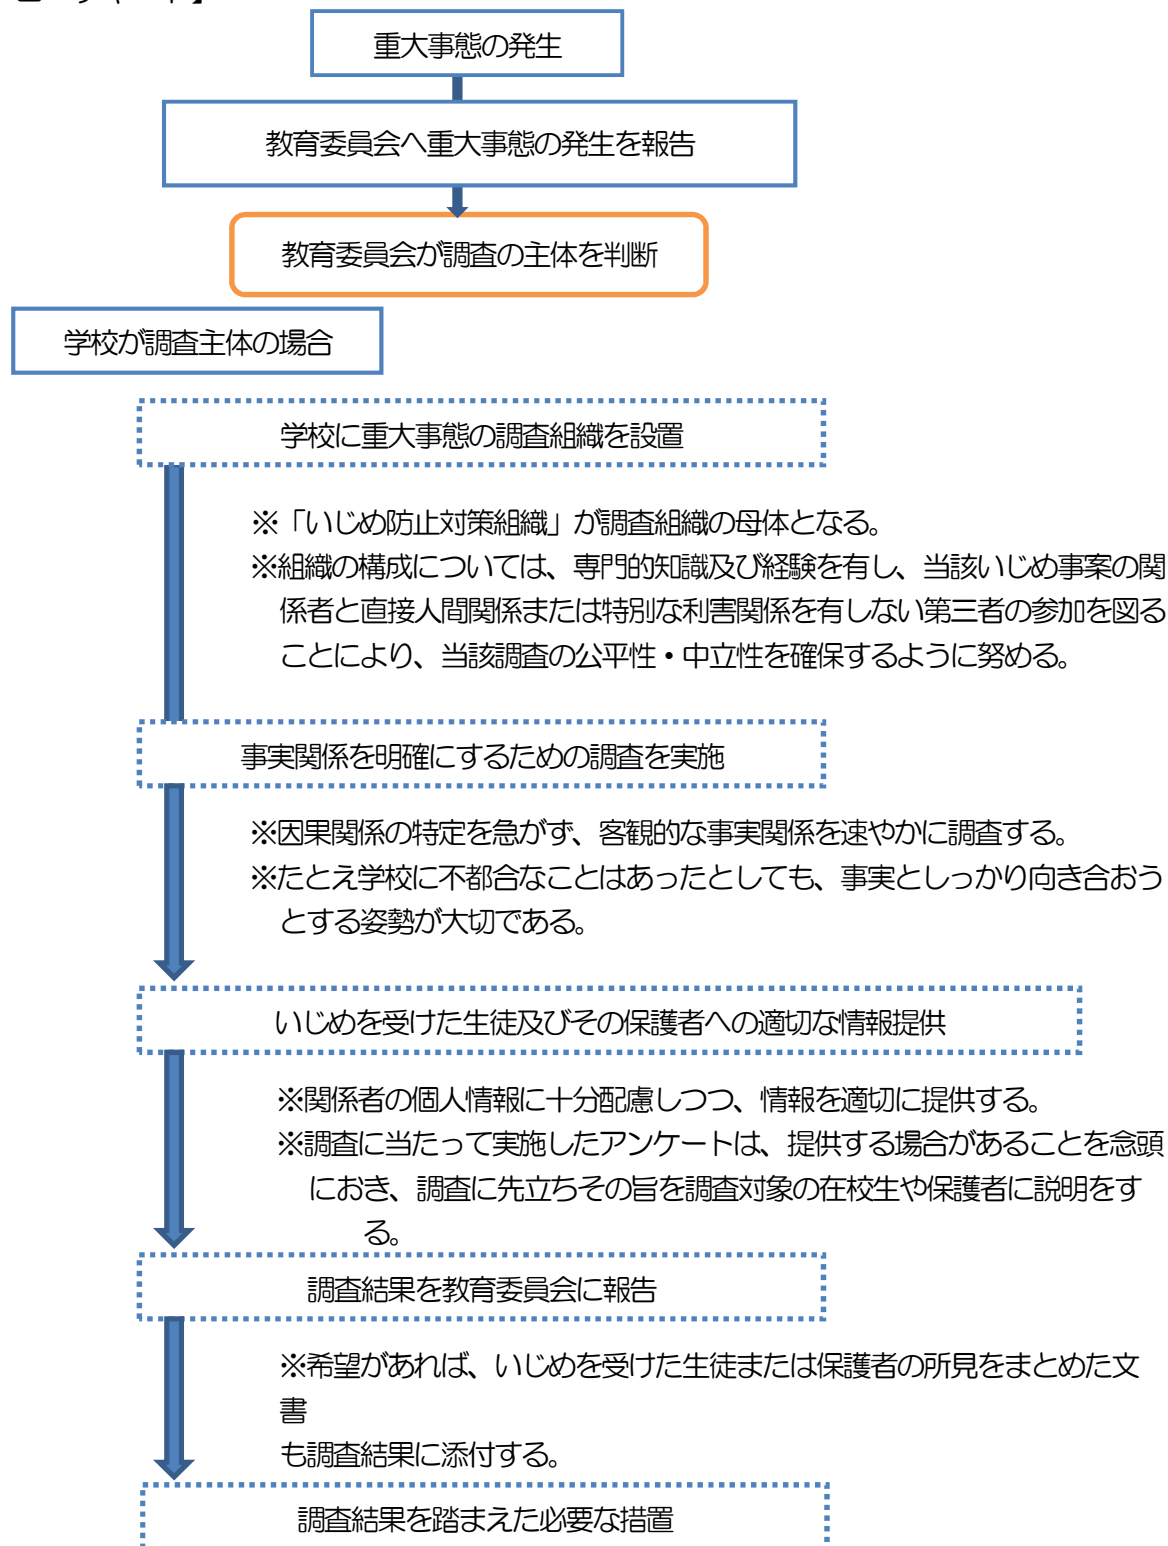 ローチャート】
重大事態の発生
教育委員会へ重大事態の発生を報告
教育委員会が調査の主体を判断
学校が調査主体の場合
学校に重大事態の調査組織を設置
※「いじめ防止対策組織」が調査組織の母体となる。
※組織の構成については、専門的知識及び経験を有し、当該いじめ事案の関
係者と直接人間関係または特別な利害関係を有しない第三者の参加を図る
ことにより、当該調査の公平性・中立性を確保するように努める。
事実関係を明確にするための調査を実施
※因果関係の特定を急がず、客観的な事実関係を速やかに調査する。
※たとえ学校に不都合なことはあったとしても、事実としっかり向き合おう
とする姿勢が大切である。
いじめを受けた生徒及びその保護者への適切な情報提供
※関係者の個人情報に十分配慮しつつ、情報を適切に提供する。
※調査に当たって実施したアンケートは、提供する場合があることを念頭
におき、調査に先立ちその旨を調査対象の在校生や保護者に説明をす
る。
調査結果を教育委員会に報告
※希望があれば、いじめを受けた生徒または保護者の所見をまとめた文
書
も調査結果に添付する。
調査結果を踏まえた必要な措置